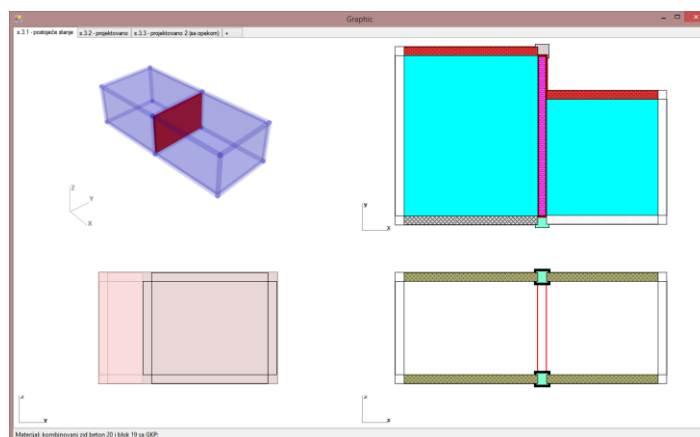 Graphic
s.3.1 - postojeće stanje
s.3.2 - projektovano
s.3.3 - projektovano 2 (sa opekom)
+
Z
Y
X
y
x
y
x
Materijal: kombinovani zid beton 20 i blok 19 sa GKP;